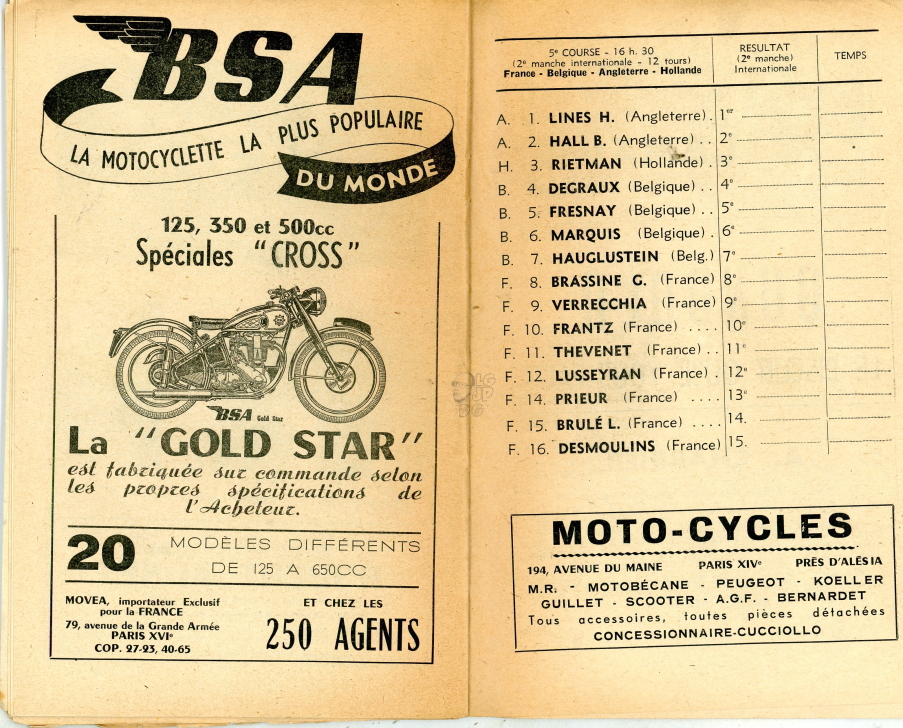 BSA
LA MOTOCYCLETTE LA PLUS POPULAIRE
DU MONDE
125, 350 et 500cc
Spéciales "CROSS"
BSA Gold Star
La "GOLD STAR"
est fabriquée sur commande selon
les propres spécifications de
l'Acheteur.
20 MODÈLES DIFFÉRENTS
DE 125 A 650CC
MOVEA, importateur Exclusif
pour la FRANCE
79, avenue de la Grande Armée
PARIS XVIe
COP. 27-23, 40-65
ET CHEZ LES
250 AGENTS
5e COURSE - 16 h. 30
(2e manche internationale - 12 tours)
France - Belgique - Angleterre - Hollande
RESULTAT
(2e manche)
Internationale
TEMPS
A. 1. LINES H. (Angleterre) . 1er
A. 2. HALL B. (Angleterre) . . 2e
H. 3. RIETMAN (Hollande) . 3e
B. 4. DEGRAUX (Belgique) . . 4e
B. 5. FRESNAY (Belgique) . . 5e
B. 6. MARQUIS (Belgique) . 6e
B. 7. HAUGLUSTEIN (Belg.) 7e
F. 8. BRASSINE G. (France) 8e
F. 9. VERRECCHIA (France) 9e
F. 10. FRANTZ (France) .... 10e
F. 11. THEVENET (France) . . 11e
F. 12. LUSSEYRAN (France) . 12e
F. 14. PRIEUR (France) .... 13e
F. 15. BRULÉ L. (France) .... 14.
F. 16. DESMOULINS (France) 15.
MOTO-CYCLES
194, AVENUE DU MAINE PARIS XIVe PRÈS D'ALÉSIA
M.R. - MOTOBÉCANE - PEUGEOT - KOELLER
GUILLET - SCOOTER - A.G.F. - BERNARDET
Tous accessoires, toutes pièces détachées
CONCESSIONNAIRE-CUCCIOLLO